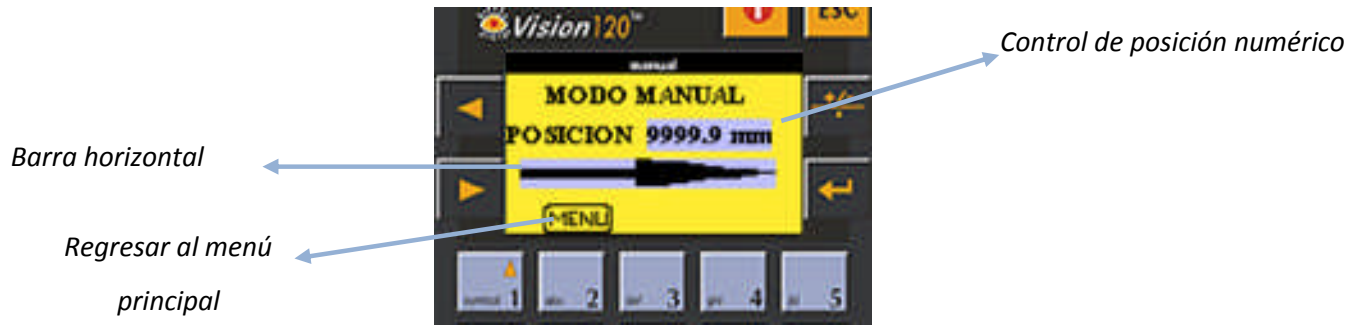 Vision120™
ESC
Control de posición numérico
manual
MODO MANUAL
POSICION 9999.9 mm
Barra horizontal
MENU
Regresar al menú
principal
1 2 3 4 5